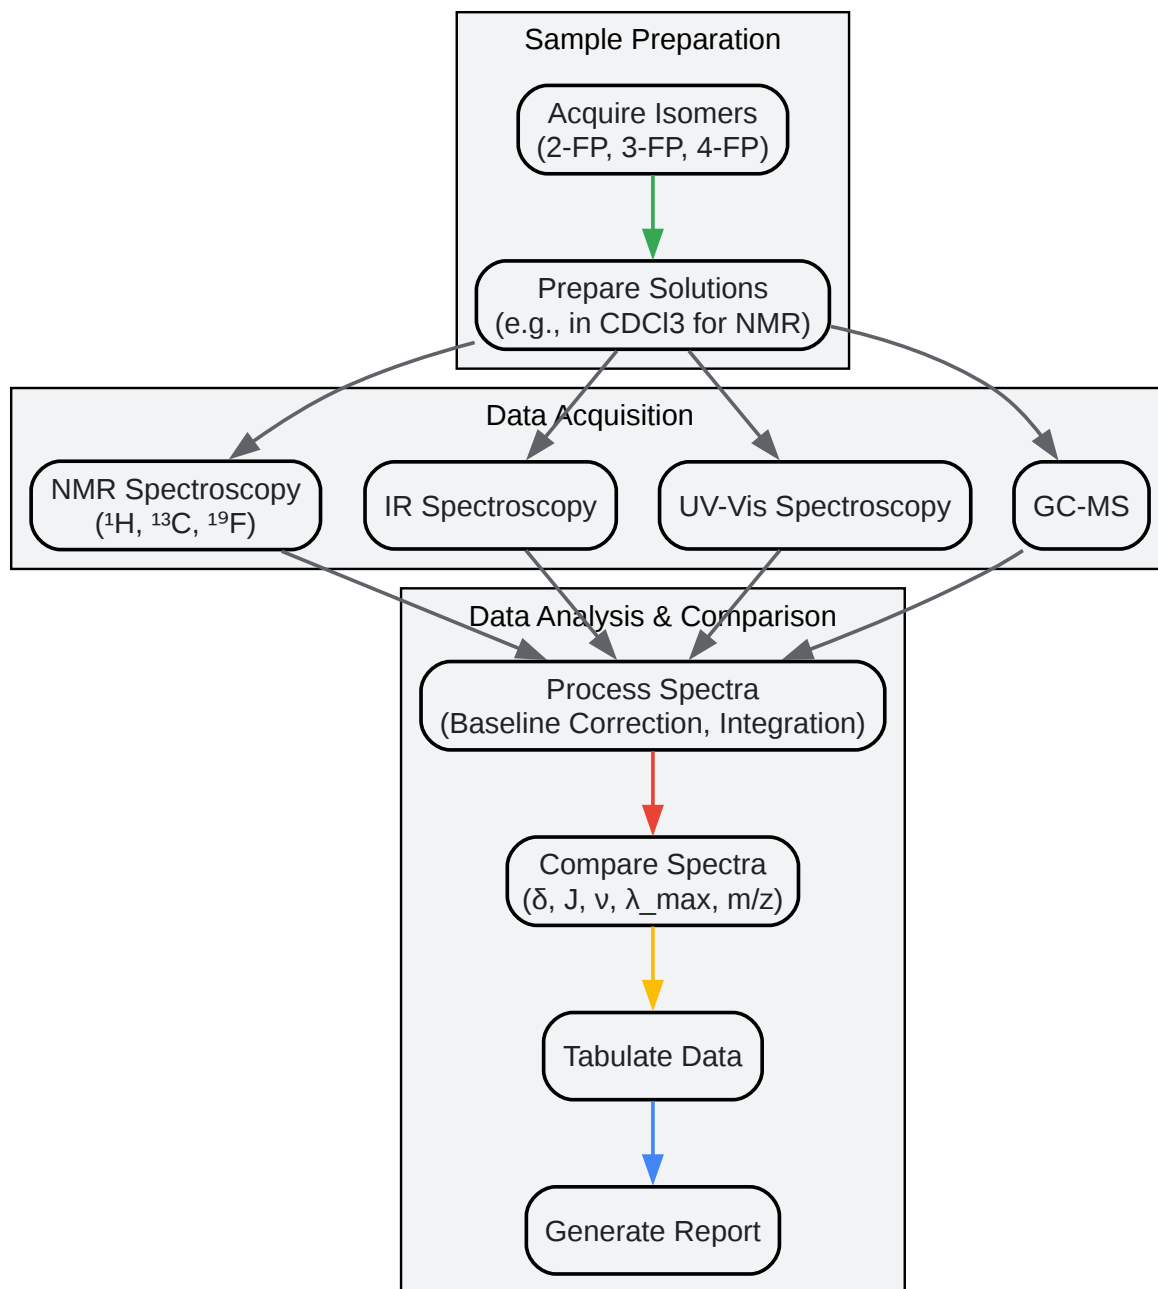 Sample Preparation
Acquire Isomers
(2-FP, 3-FP, 4-FP)
Prepare Solutions
(e.g., in CDCl3 for NMR)
Data Acquisition
NMR Spectroscopy
(¹H, ¹³C, ¹⁹F)
IR Spectroscopy
UV-Vis Spectroscopy
GC-MS
Data Analysis & Comparison
Process Spectra
(Baseline Correction, Integration)
Compare Spectra
(δ, J, ν, λ_max, m/z)
Tabulate Data
Generate Report